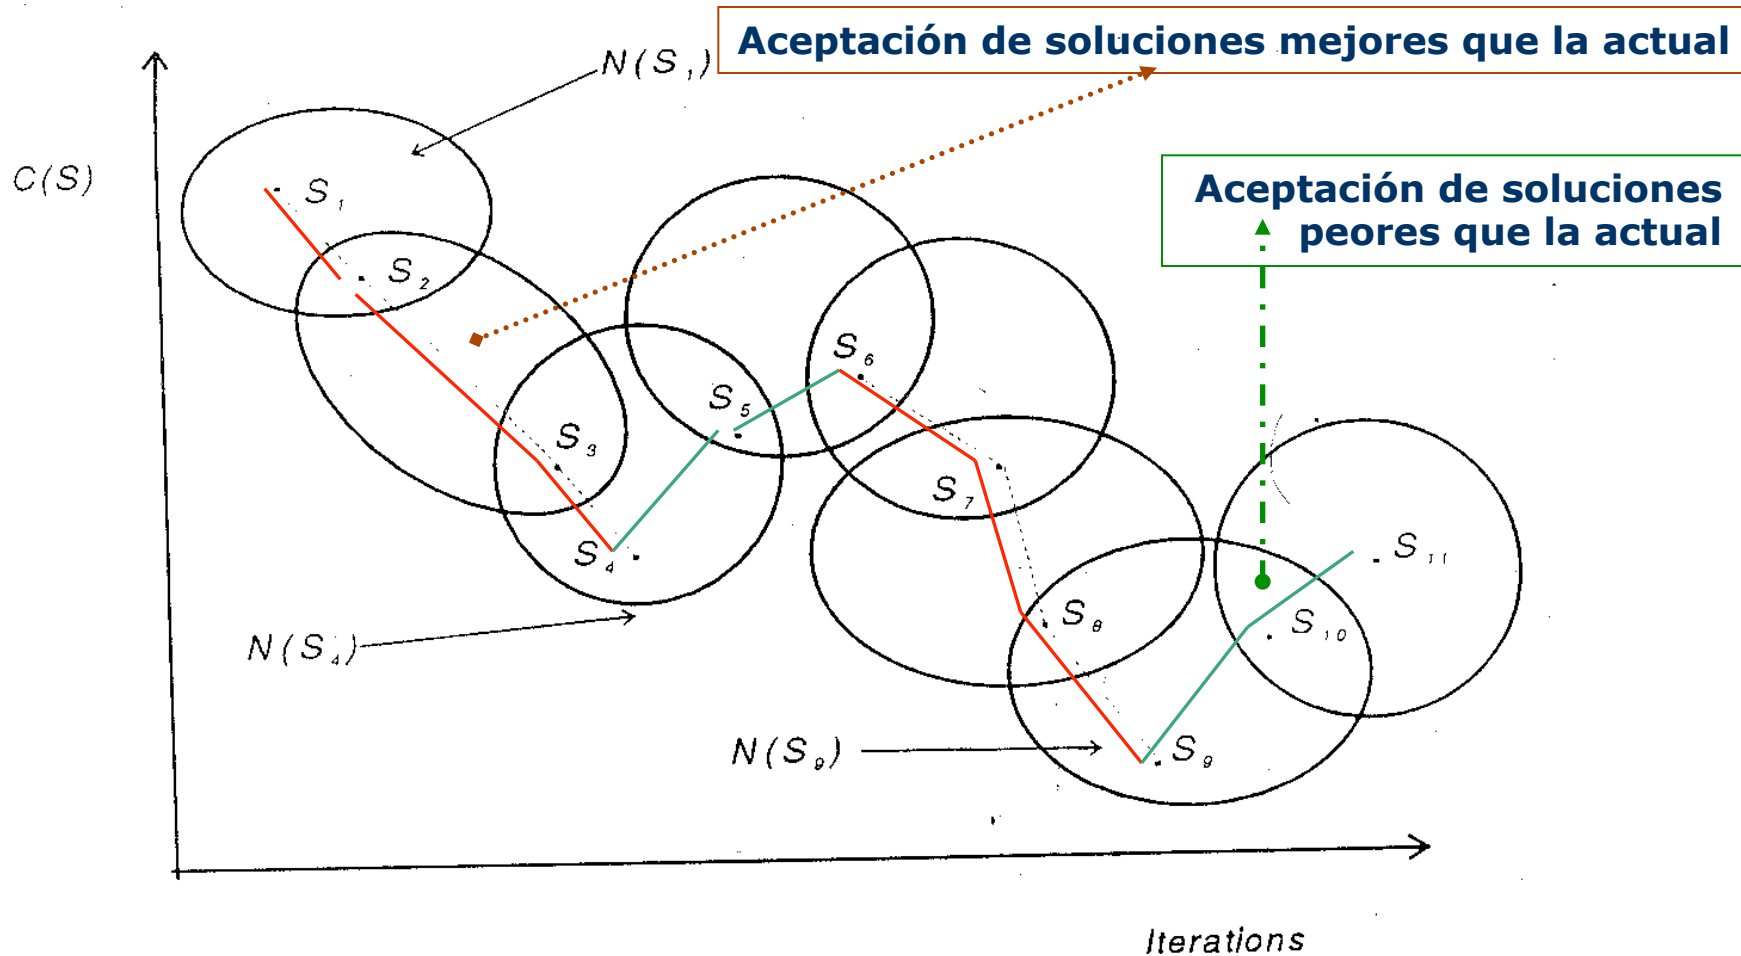 Aceptación de soluciones mejores que la actual
N(S₁)
C(S)
Aceptación de soluciones
peores que la actual
S₁
S₂
S₆
S₅
S₃
S₇
S₄
S₁₁
S₈
S₁₀
N(S₄)
N(S₉)
S₉
Iterations